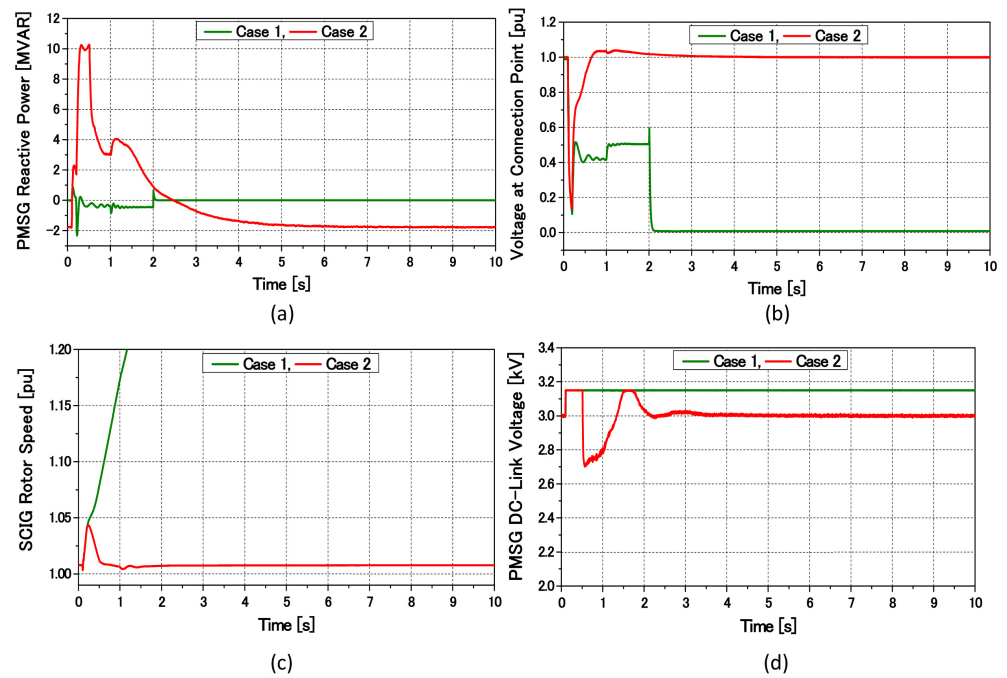 PMSG Reactive Power [MVAR]
12
10
8
6
4
2
0
−2
Case 1, Case 2
0 1 2 3 4 5 6 7 8 9 10
Time [s]
(a)
Voltage at Connection Point [pu]
1.2
1.0
0.8
0.6
0.4
0.2
0.0
Case 1, Case 2
0 1 2 3 4 5 6 7 8 9 10
Time [s]
(b)
SCIG Rotor Speed [pu]
1.20
1.15
1.10
1.05
1.00
Case 1, Case 2
0 1 2 3 4 5 6 7 8 9 10
Time [s]
(c)
PMSG DC-Link Voltage [kV]
3.4
3.2
3.0
2.8
2.6
2.4
2.2
2.0
Case 1, Case 2
0 1 2 3 4 5 6 7 8 9 10
Time [s]
(d)